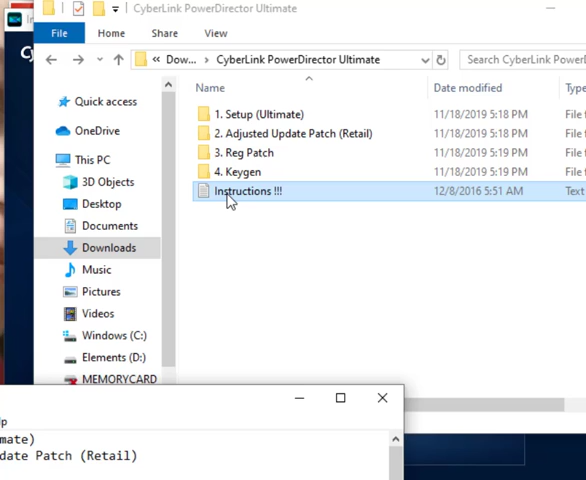 CyberLink PowerDirector Ultimate
File Home Share View
« Dow... › CyberLink PowerDirector Ultimate Search CyberLink PowerDire
Name Date modified Type
Quick access
OneDrive
This PC
3D Objects
Desktop
Documents
Downloads
Music
Pictures
Videos
Windows (C:)
Elements (D:)
MEMORYCARD
1. Setup (Ultimate) 11/18/2019 5:18 PM File f
2. Adjusted Update Patch (Retail) 11/18/2019 5:18 PM File f
3. Reg Patch 11/18/2019 5:19 PM File f
4. Keygen 11/18/2019 5:19 PM File f
Instructions !!! 12/8/2016 5:51 AM Text
lp
mate)
date Patch (Retail)